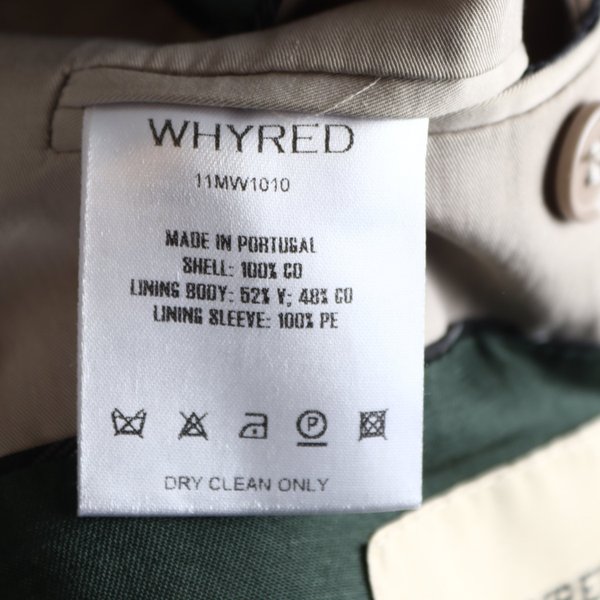 WHYRED
11MW1010
MADE IN PORTUGAL
SHELL: 100% CO
LINING BODY: 52% V; 48% CO
LINING SLEEVE: 100% PE
P
DRY CLEAN ONLY